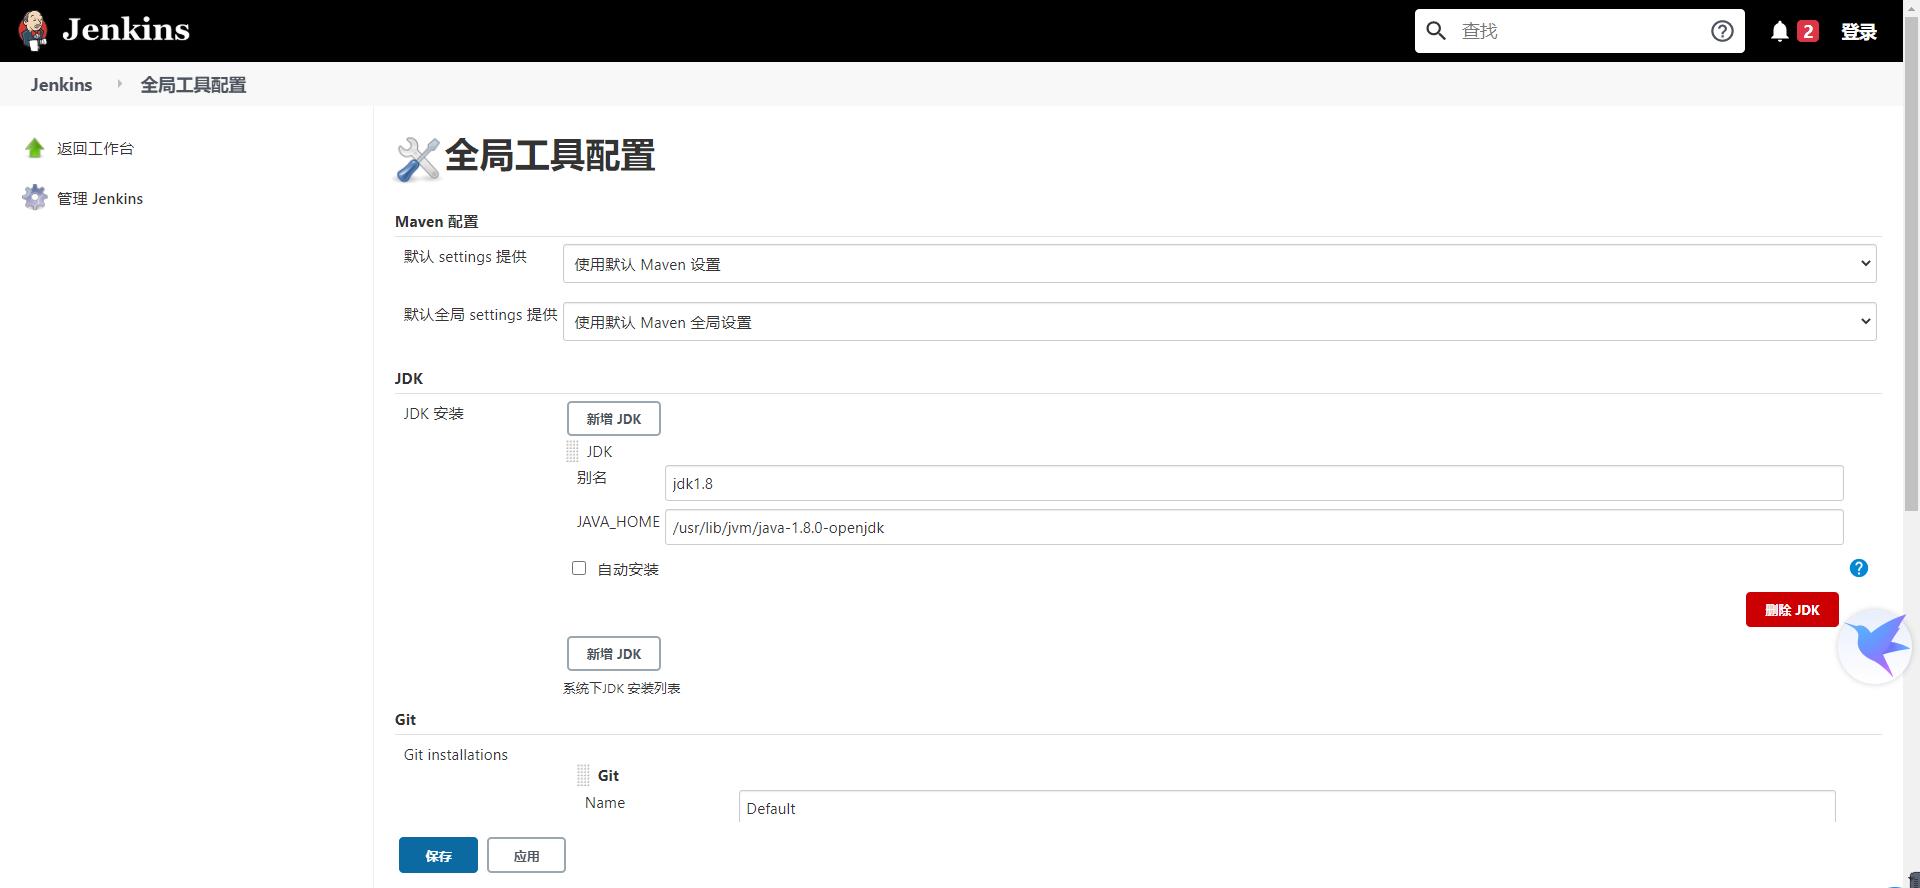 Jenkins
查找
2
登录
Jenkins
全局工具配置
返回工作台
管理 Jenkins
全局工具配置
Maven 配置
默认 settings 提供
使用默认 Maven 设置
默认全局 settings 提供
使用默认 Maven 全局设置
JDK
JDK 安装
新增 JDK
JDK
别名
jdk1.8
JAVA_HOME
/usr/lib/jvm/java-1.8.0-openjdk
自动安装
删除 JDK
新增 JDK
系统下JDK 安装列表
Git
Git installations
Git
Name
Default
保存
应用